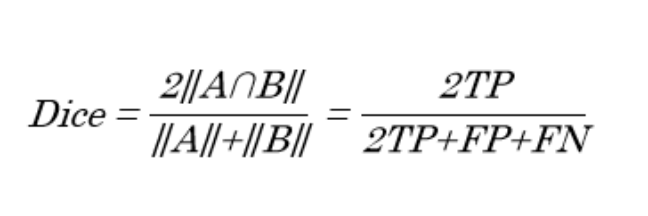 Dice = 2||A∩B|| / ||A||+||B|| = 2TP / 2TP+FP+FN